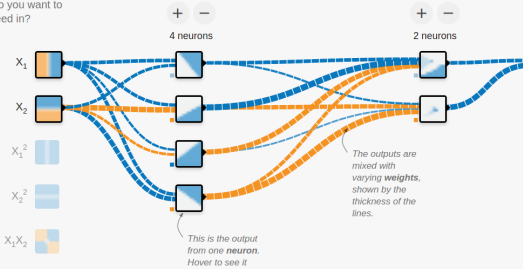 o you want to
eed in?
+ −
+ −
4 neurons
2 neurons
X₁
X₂
X₁²
X₂²
X₁X₂
The outputs are
mixed with
varying weights,
shown by the
thickness of the
lines.
This is the output
from one neuron.
Hover to see it